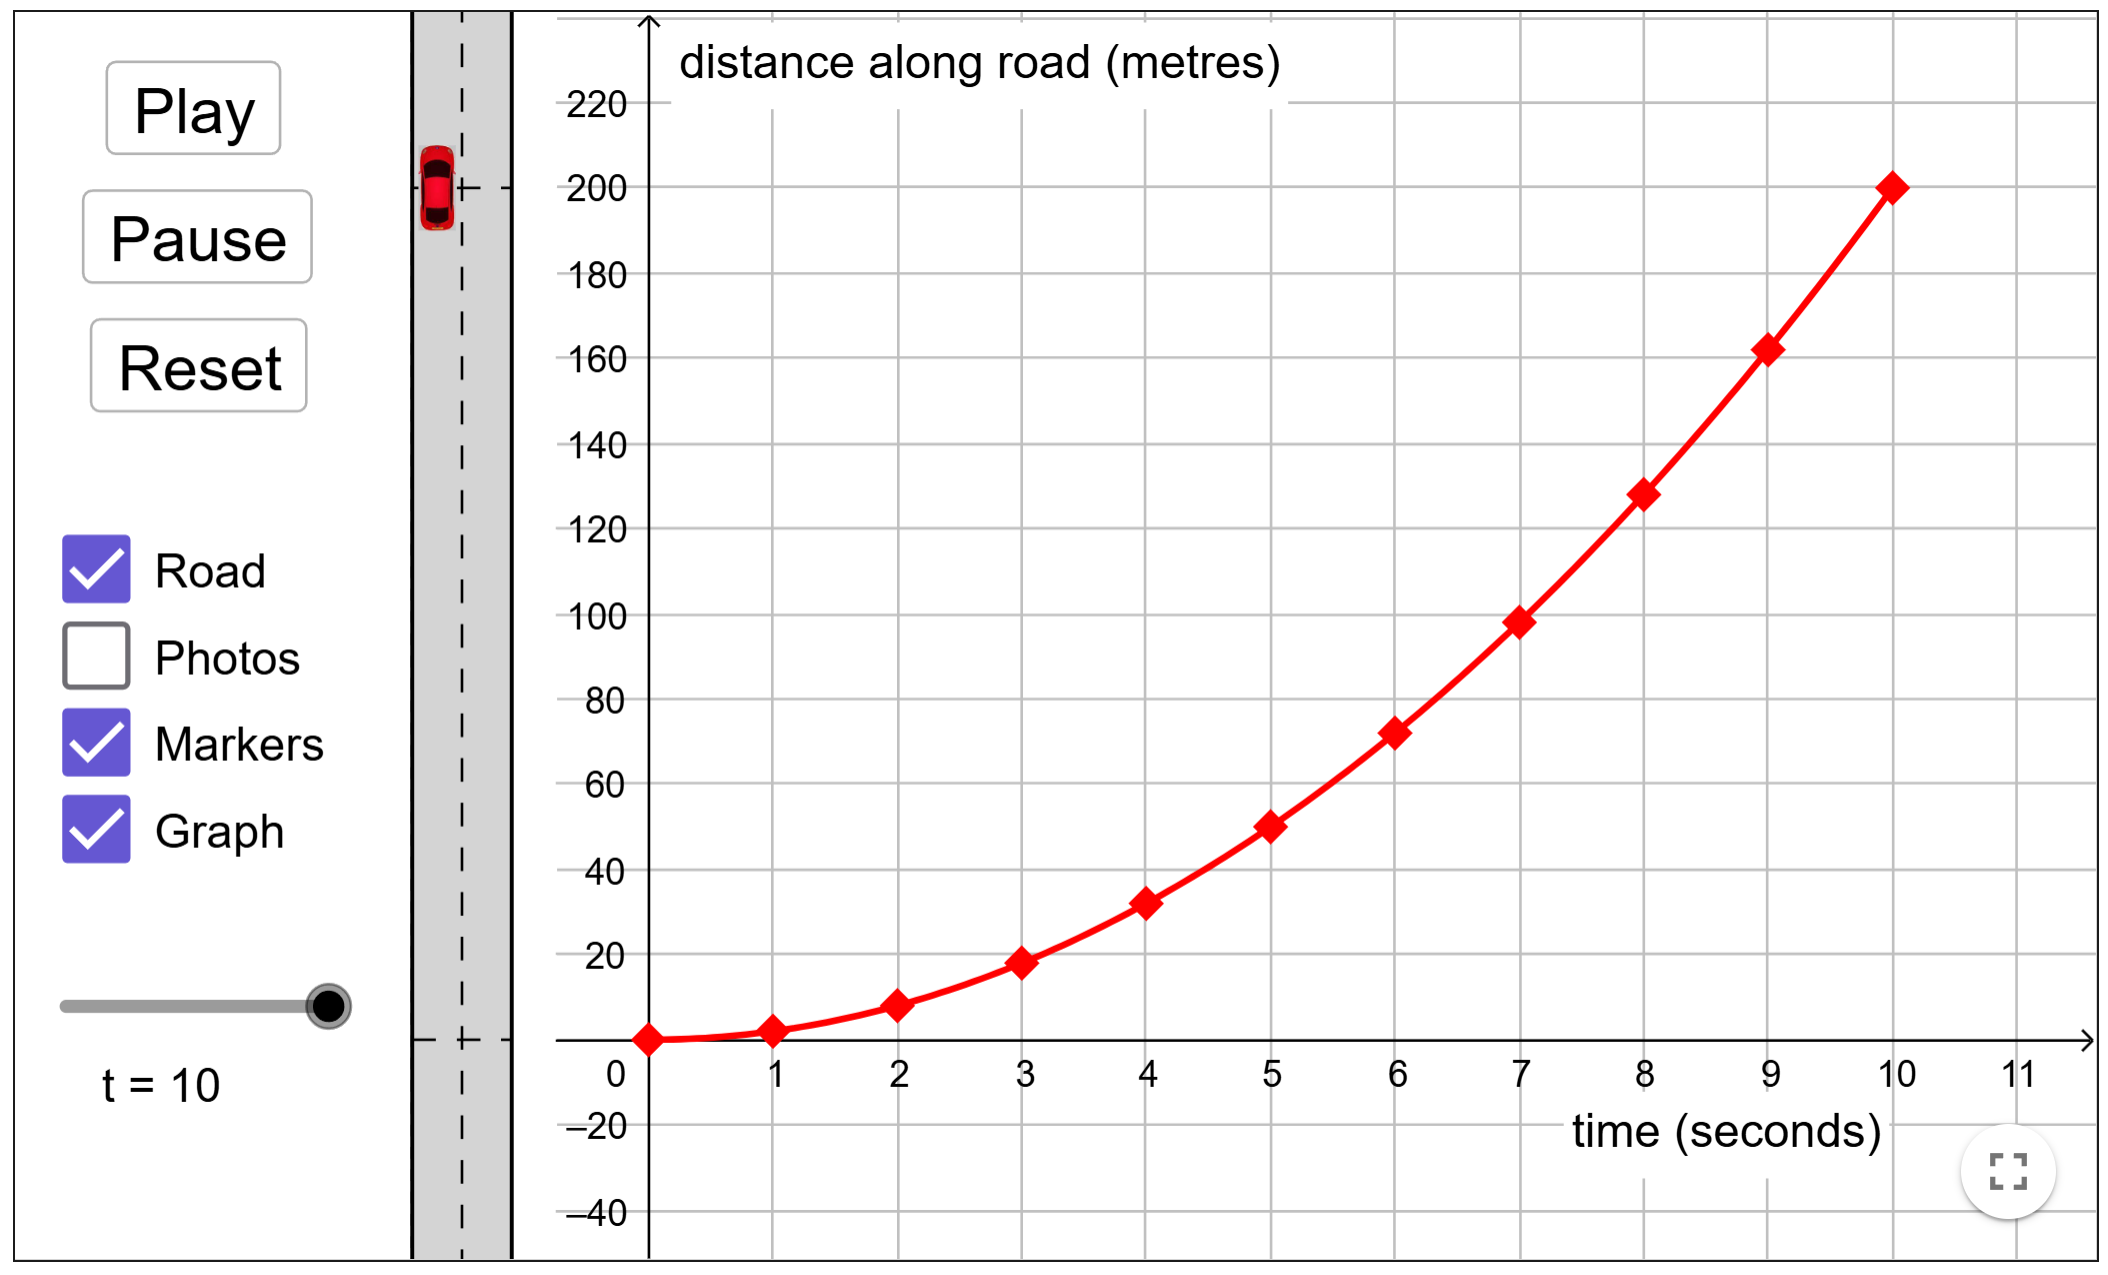 Play
Pause
Reset
Road
Photos
Markers
Graph
t = 10
distance along road (metres)
220
200
180
160
140
120
100
80
60
40
20
0 1 2 3 4 5 6 7 8 9 10 11
–20
time (seconds)
–40